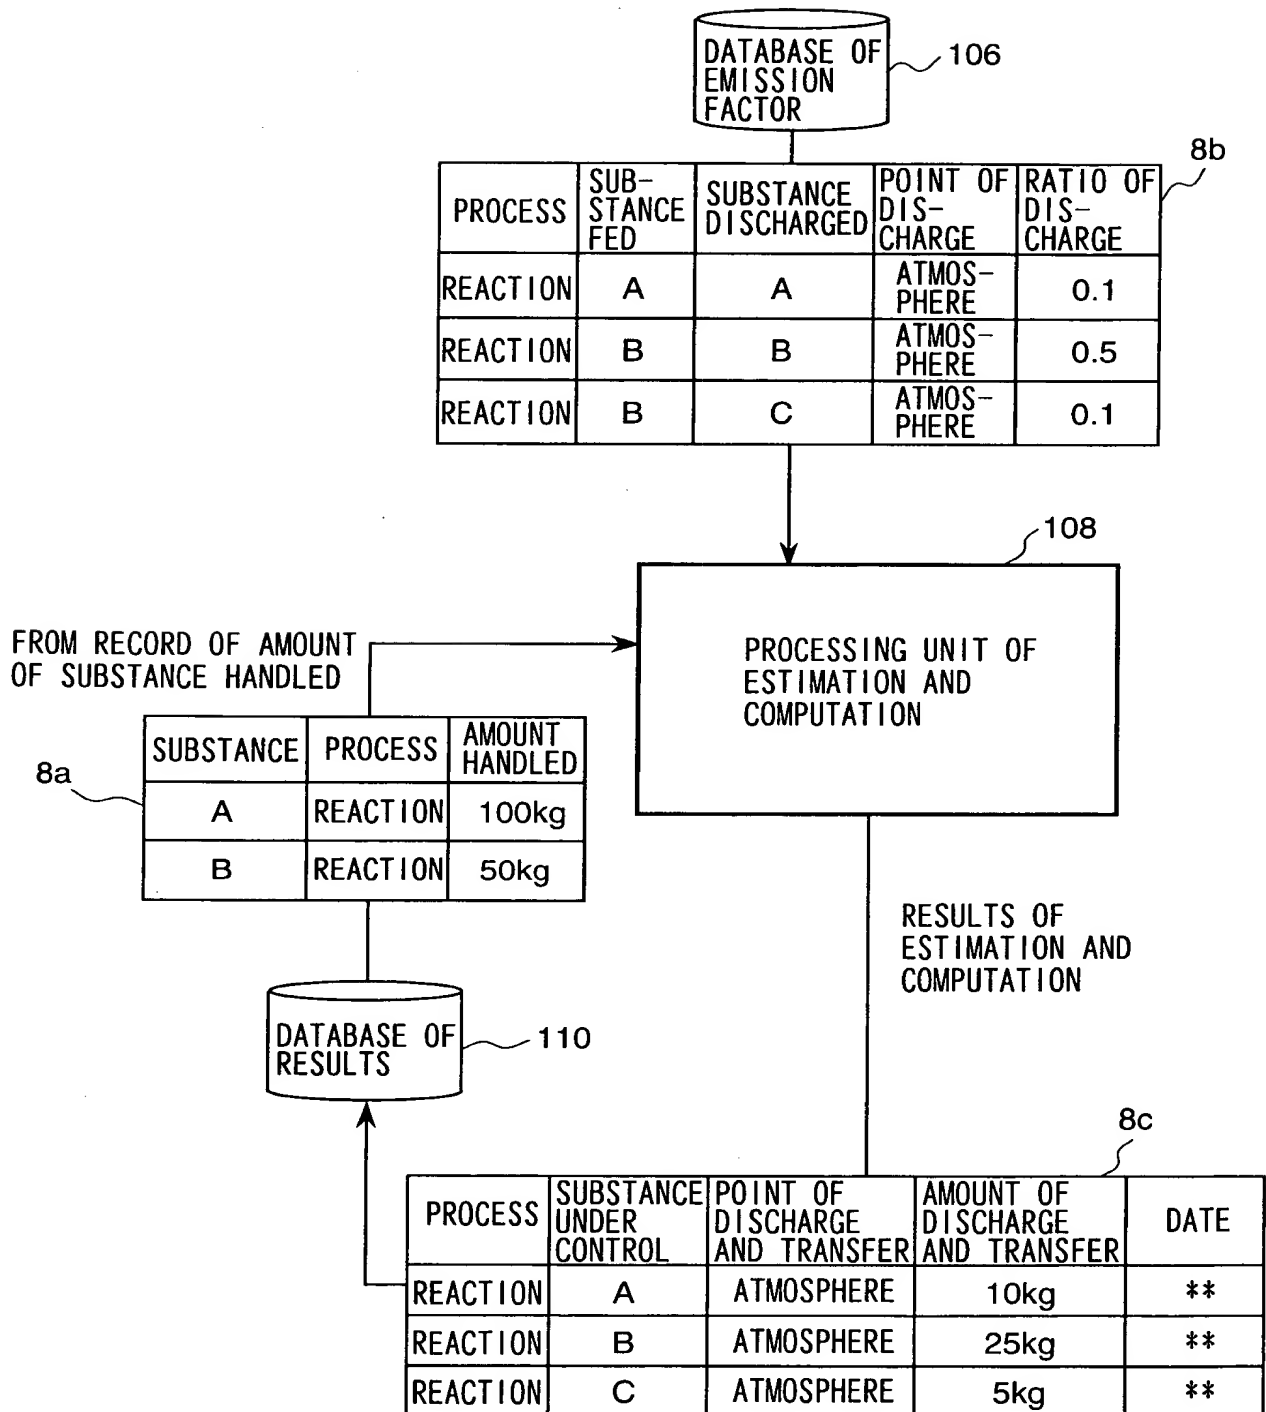 DATABASE OF
EMISSION
FACTOR
106
8b
PROCESS
SUB-
STANCE
FED
SUBSTANCE
DISCHARGED
POINT OF
DIS-
CHARGE
RATIO OF
DIS-
CHARGE
REACTION A A ATMOS-
PHERE 0.1
REACTION B B ATMOS-
PHERE 0.5
REACTION B C ATMOS-
PHERE 0.1
108
PROCESSING UNIT OF
ESTIMATION AND
COMPUTATION
FROM RECORD OF AMOUNT
OF SUBSTANCE HANDLED
8a
SUBSTANCE
PROCESS
AMOUNT
HANDLED
A REACTION 100kg
B REACTION 50kg
DATABASE OF
RESULTS
110
RESULTS OF
ESTIMATION AND
COMPUTATION
8c
PROCESS
SUBSTANCE
UNDER
CONTROL
POINT OF
DISCHARGE
AND TRANSFER
AMOUNT OF
DISCHARGE
AND TRANSFER
DATE
REACTION A ATMOSPHERE 10kg **
REACTION B ATMOSPHERE 25kg **
REACTION C ATMOSPHERE 5kg **